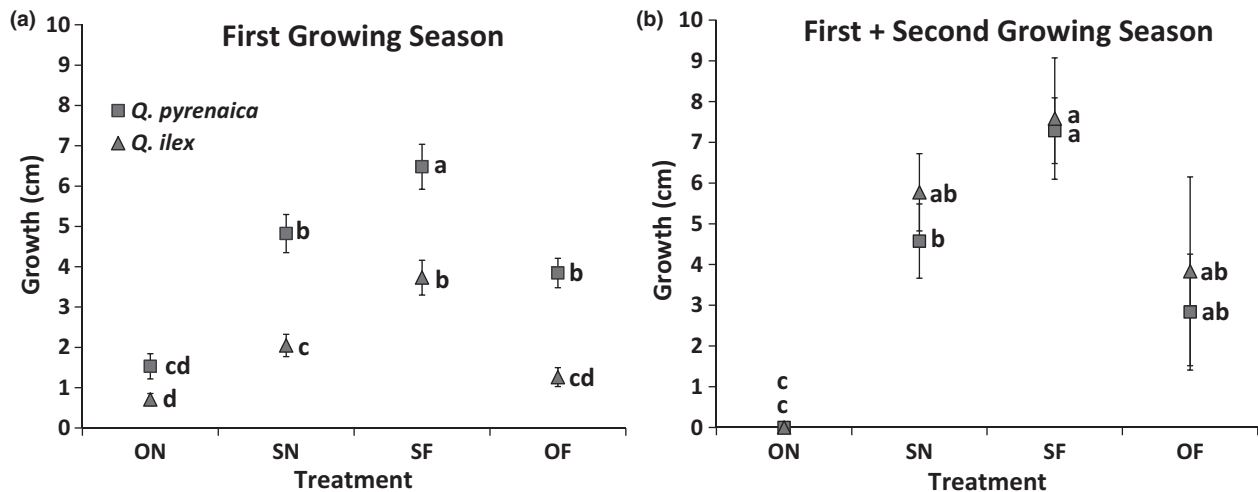 (a)
First Growing Season
10
9
8
7
6
5
4
3
2
1
0
Growth (cm)
Q. pyrenaica
Q. ilex
cd
d
b
c
a
b
b
cd
ON SN SF OF
Treatment
(b)
First + Second Growing Season
10
9
8
7
6
5
4
3
2
1
0
Growth (cm)
c
c
ab
b
a
a
ab
ab
ON SN SF OF
Treatment